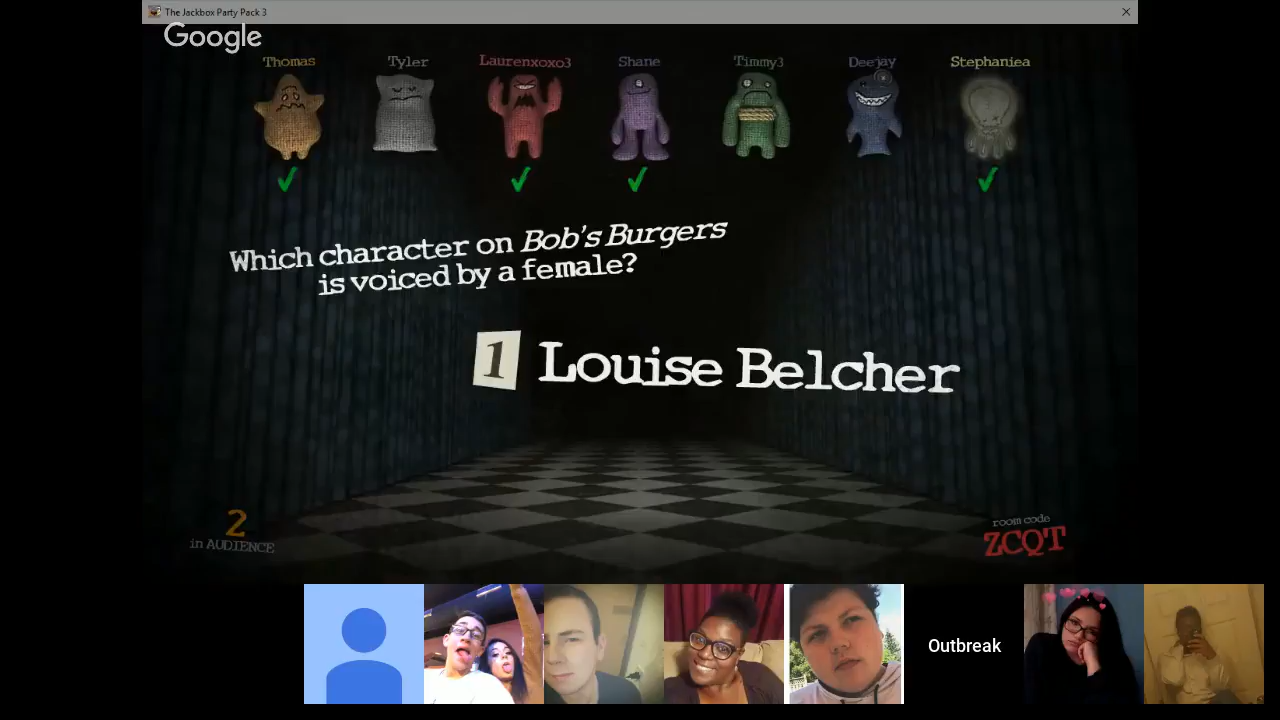 The Jackbox Party Pack 3
Google
Thomas
Tyler
Laurenxoxo3
Shane
Timmy3
Deejay
Stephaniea
Which character on Bob's Burgers
is voiced by a female?
1 Louise Belcher
2
in AUDIENCE
room code
ZCQT
Outbreak